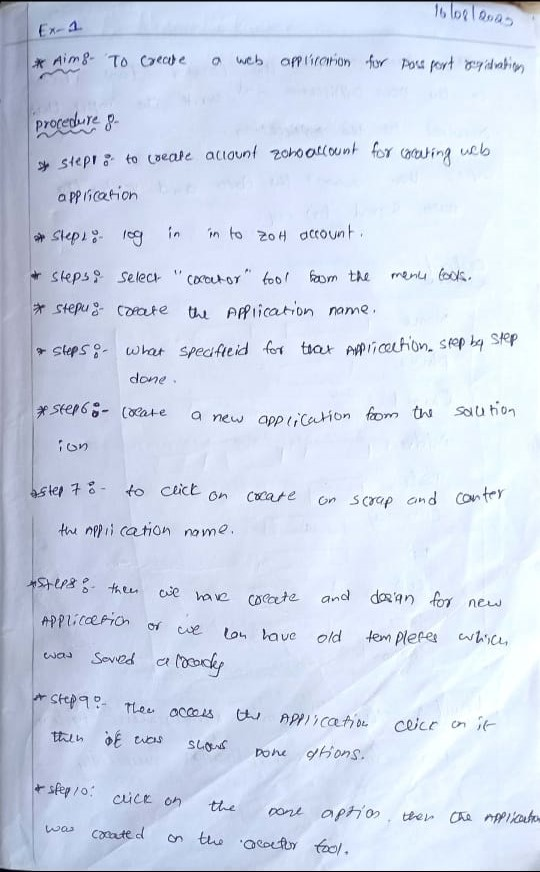 16/08/2023
Ex-1
* Aim:- To create a web application for pass port registration
procedure :-
* step1 :- to create account zoho account for creating web
application
* step2 :- log in in to ZOH account.
* step3 :- select "creator" tool from the menu tools.
* step4 :- create the Application name.
* step5 :- what specifieid for that Application. step by step
done.
* step6 :- create a new application from the solution
ion
* step 7 :- to click on create on scrap and canter
the Application name.
* step8 :- then we have create and design for new
Application or we can have old templetes which
was saved already
* step9 :- Then access the Application click on it
then it was shows Done options.
* step10: click on the Done aption. then the Application
was created on the creator tool.